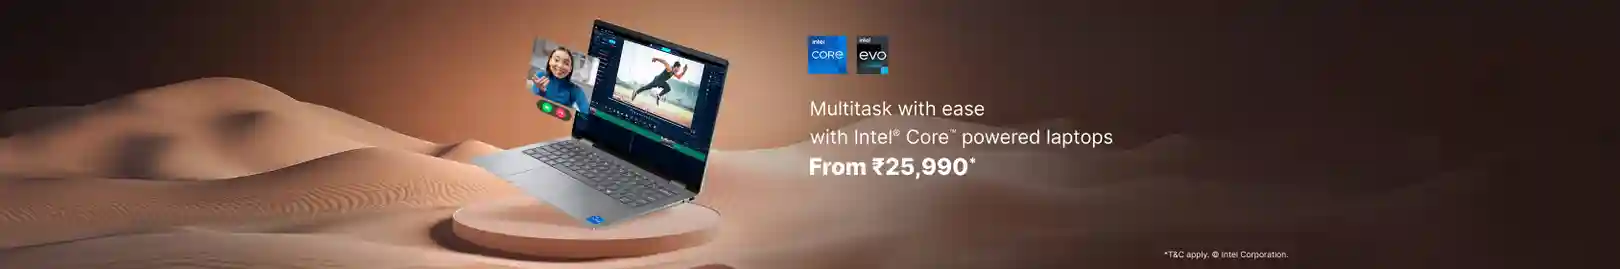 intel
CORE
intel
evo
Multitask with ease
with Intel® Core™ powered laptops
From ₹25,990*
*T&C apply. © Intel Corporation.